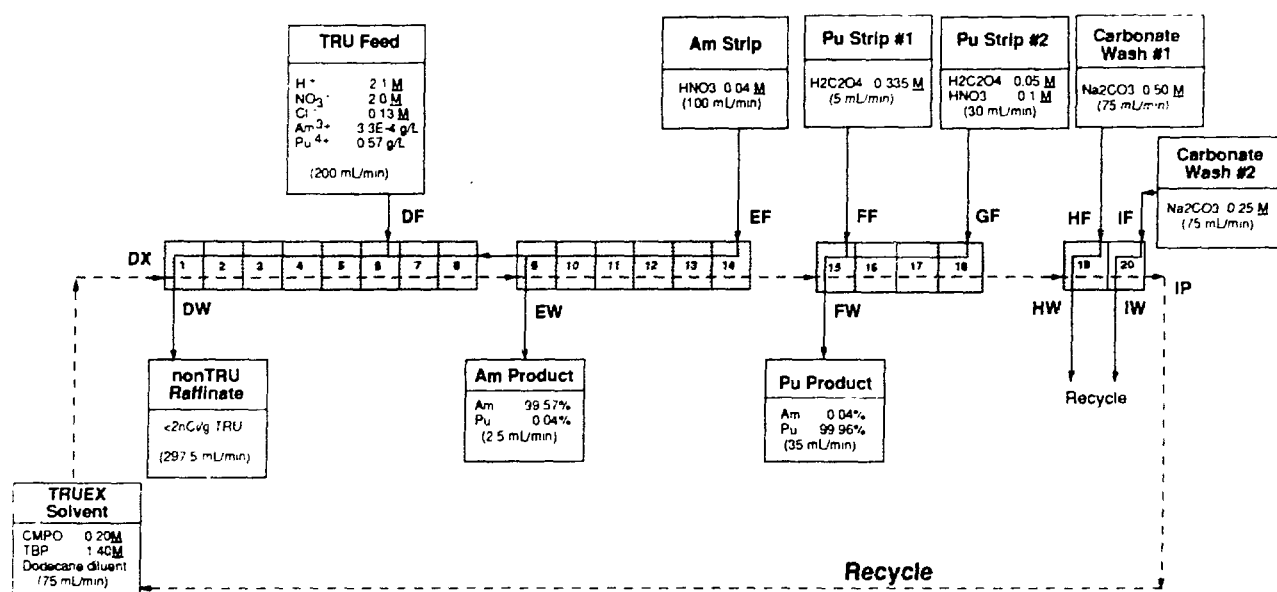 TRU Feed
H+ 2.1 M
NO3- 2.0 M
Cl- 0.13 M
Am3+ 3.3E-4 g/L
Pu4+ 0.57 g/L
(200 mL/min)
Am Strip
HNO3 0.04 M
(100 mL/min)
Pu Strip #1
H2C2O4 0.335 M
(5 mL/min)
Pu Strip #2
H2C2O4 0.05 M
HNO3 0.1 M
(30 mL/min)
Carbonate
Wash #1
Na2CO3 0.50 M
(75 mL/min)
Carbonate
Wash #2
Na2CO3 0.25 M
(75 mL/min)
DF
EF
FF
GF
HF
IF
DX
1 2 3 4 5 6 7 8
9 10 11 12 13 14
15 16 17 18
19 20
IP
DW
EW
FW
HW
IW
nonTRU
Raffinate
<2nCi/g TRU
(297.5 mL/min)
Am Product
Am 99.57%
Pu 0.04%
(2.5 mL/min)
Pu Product
Am 0.04%
Pu 99.96%
(35 mL/min)
Recycle
TRUEX
Solvent
CMPO 0.20M
TBP 1.40M
Dodecane diluent
(75 mL/min)
Recycle